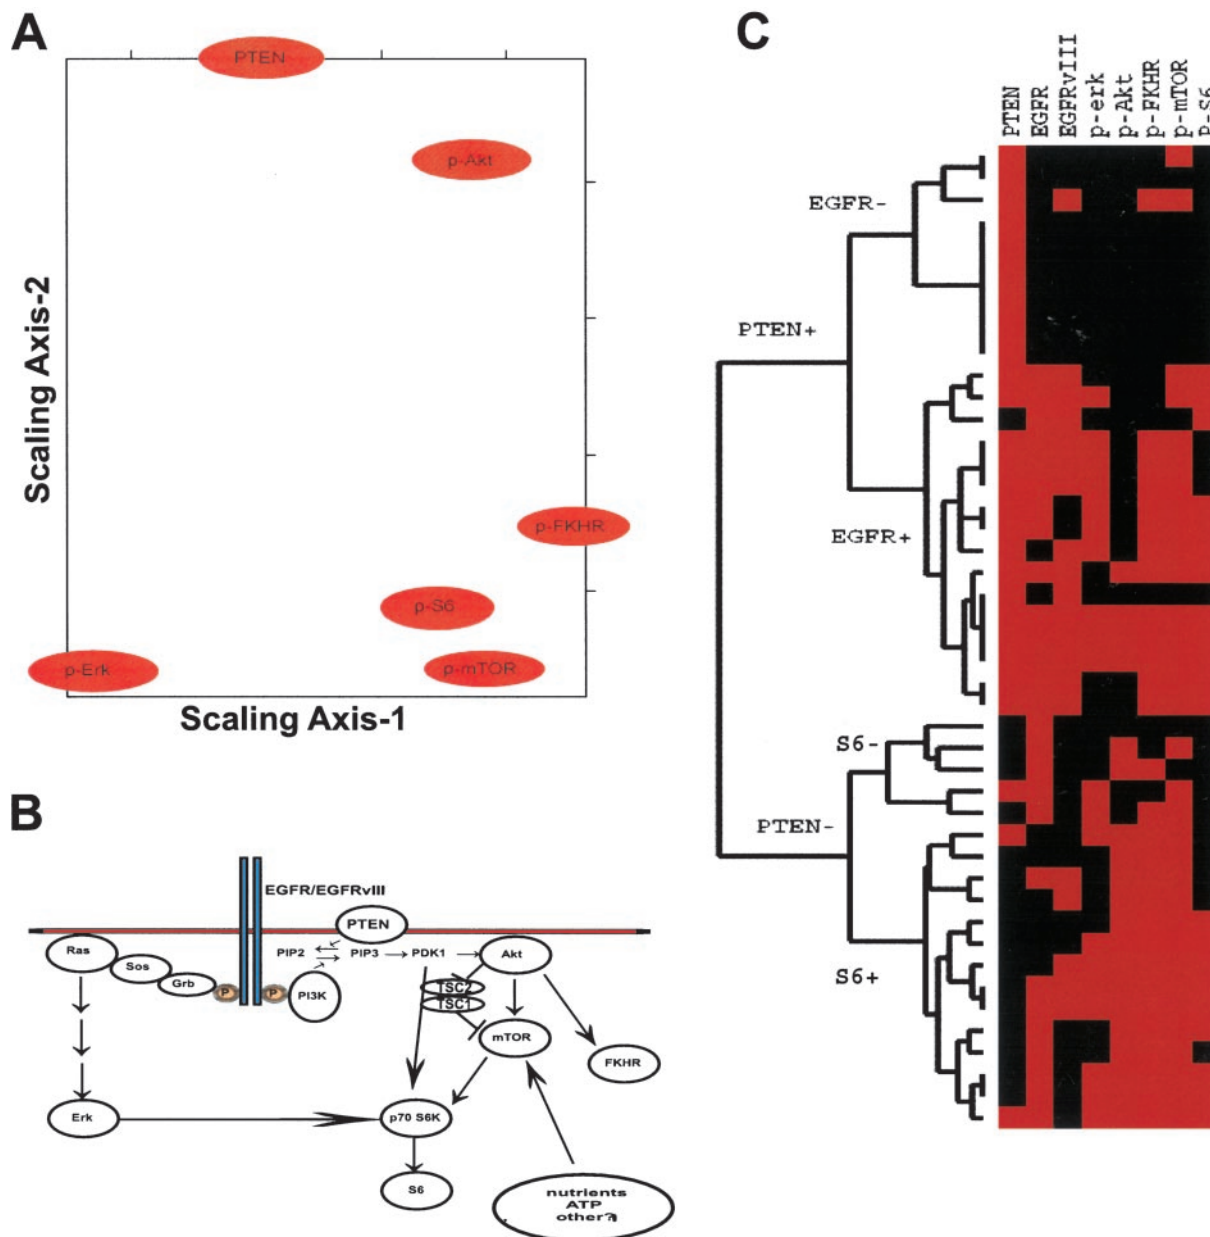 A
PTEN
p-Akt
p-FKHR
p-S6
p-Erk
p-mTOR
Scaling Axis-2
Scaling Axis-1
B
EGFR/EGFRvIII
PTEN
Ras
Sos
Grb
P
P
PI3K
PIP2
PIP3
PDK1
Akt
TSC2
TSC1
mTOR
FKHR
Erk
p70 S6K
S6
nutrients
ATP
other?
C
PTEN
EGFR
EGFRvIII
p-erk
p-Akt
p-FKHR
p-mTOR
p-S6
EGFR-
PTEN+
EGFR+
S6-
PTEN-
S6+